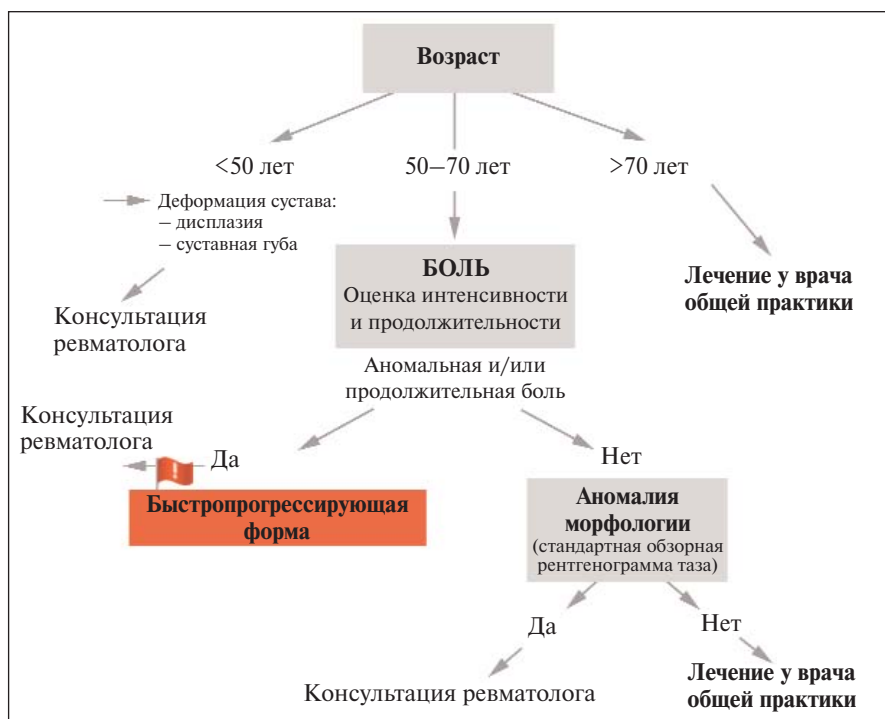 Возраст
<50 лет
50–70 лет
>70 лет
Деформация сустава:
– дисплазия
– суставная губа
Консультация
ревматолога
БОЛЬ
Оценка интенсивности
и продолжительности
Лечение у врача
общей практики
Аномальная и/или
продолжительная боль
Консультация
ревматолога
Да
Нет
Быстропрогрессирующая
форма
Аномалия
морфологии
(стандартная обзорная
рентгенограмма таза)
Да
Нет
Консультация ревматолога
Лечение у врача
общей практики